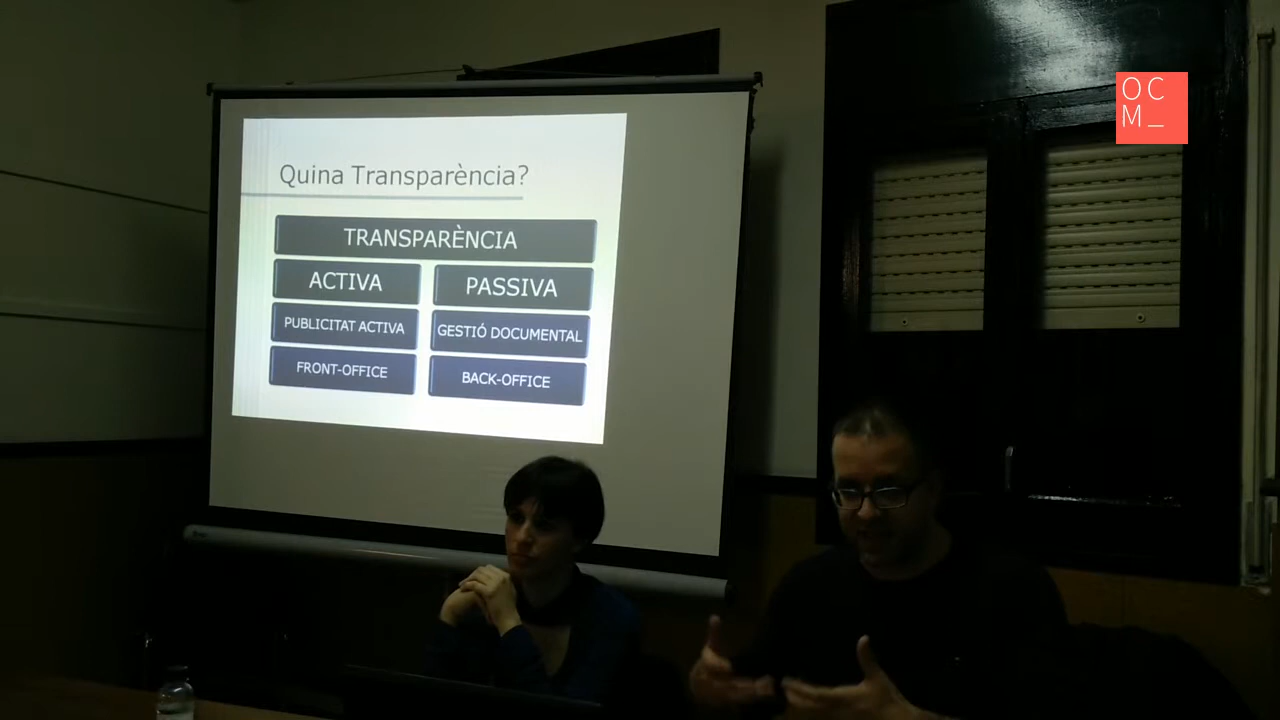 Quina Transparència?
TRANSPARÈNCIA
ACTIVA
PASSIVA
PUBLICITAT ACTIVA
GESTIÓ DOCUMENTAL
FRONT-OFFICE
BACK-OFFICE
OC
M_